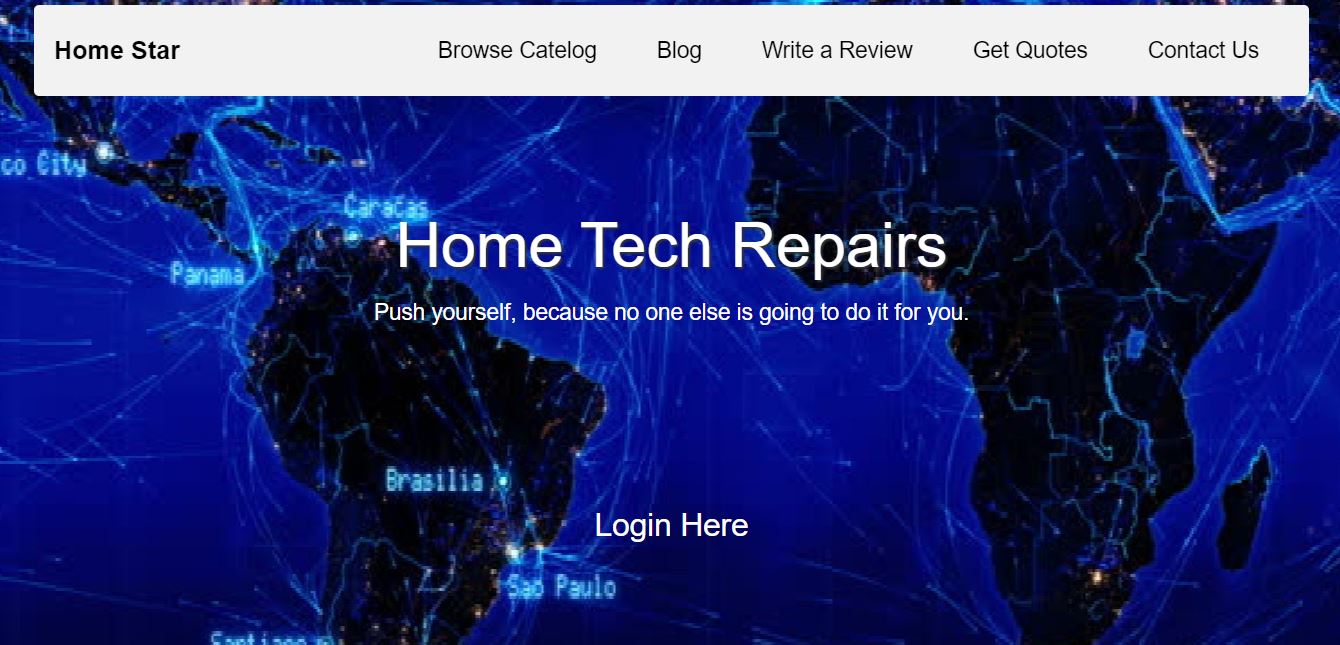 Home Star
Browse Catelog
Blog
Write a Review
Get Quotes
Contact Us
co City
Caracas
Home Tech Repairs
Panama
Push yourself, because no one else is going to do it for you.
Brasilia
Login Here
Sao Paulo
Santiago